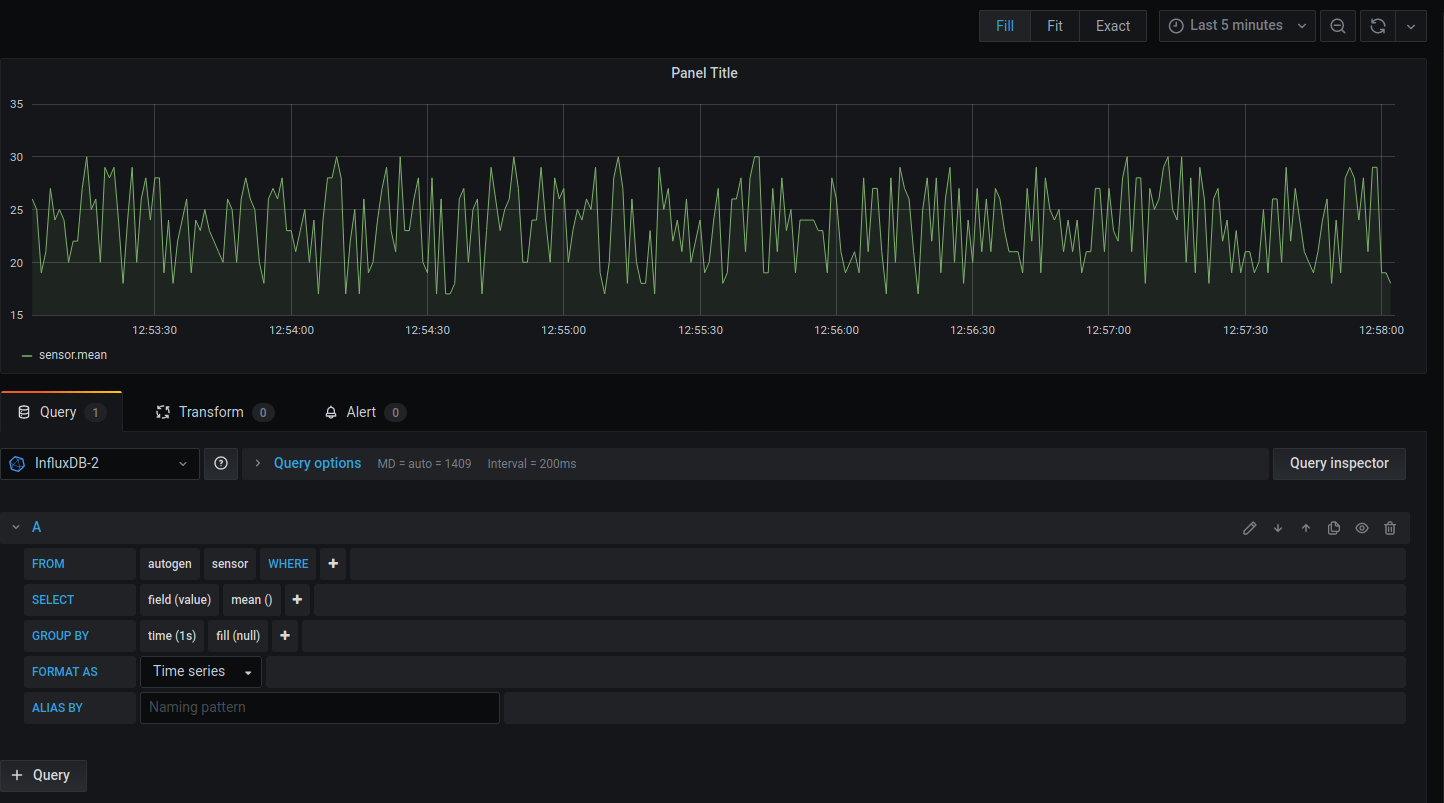 Fill Fit Exact Last 5 minutes
Panel Title
35
30
25
20
15
12:53:30 12:54:00 12:54:30 12:55:00 12:55:30 12:56:00 12:56:30 12:57:00 12:57:30 12:58:00
sensor.mean
Query 1 Transform 0 Alert 0
InfluxDB-2 Query options MD = auto = 1409 Interval = 200ms Query inspector
A
FROM autogen sensor WHERE +
SELECT field (value) mean () +
GROUP BY time (1s) fill (null) +
FORMAT AS Time series
ALIAS BY Naming pattern
+ Query